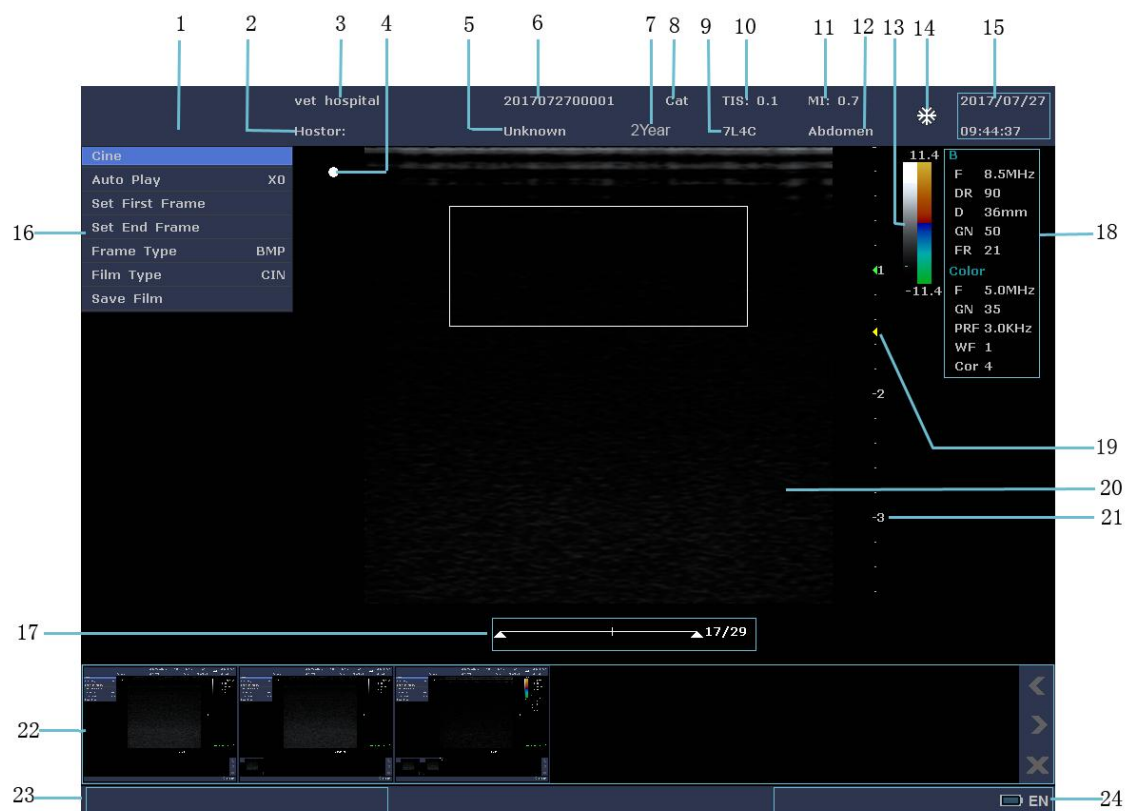 1 2 3 4 5 6 7 8 9 10 11 12 13 14 15
vet hospital 2017072700001 Cat TIS: 0.1 MI: 0.7 2017/07/27
Hostor: Unknown 2Year 7L4C Abdomen 09:44:37
Cine
Auto Play X0
Set First Frame
Set End Frame
Frame Type BMP
Film Type CIN
Save Film
16
11.4
-11.4
B
F 8.5MHz
DR 90
D 36mm
GN 50
FR 21
Color
F 5.0MHz
GN 35
PRF 3.0KHz
WF 1
Cor 4
18
1
-2
19
20
-3 21
17 17/29
22
23 EN 24